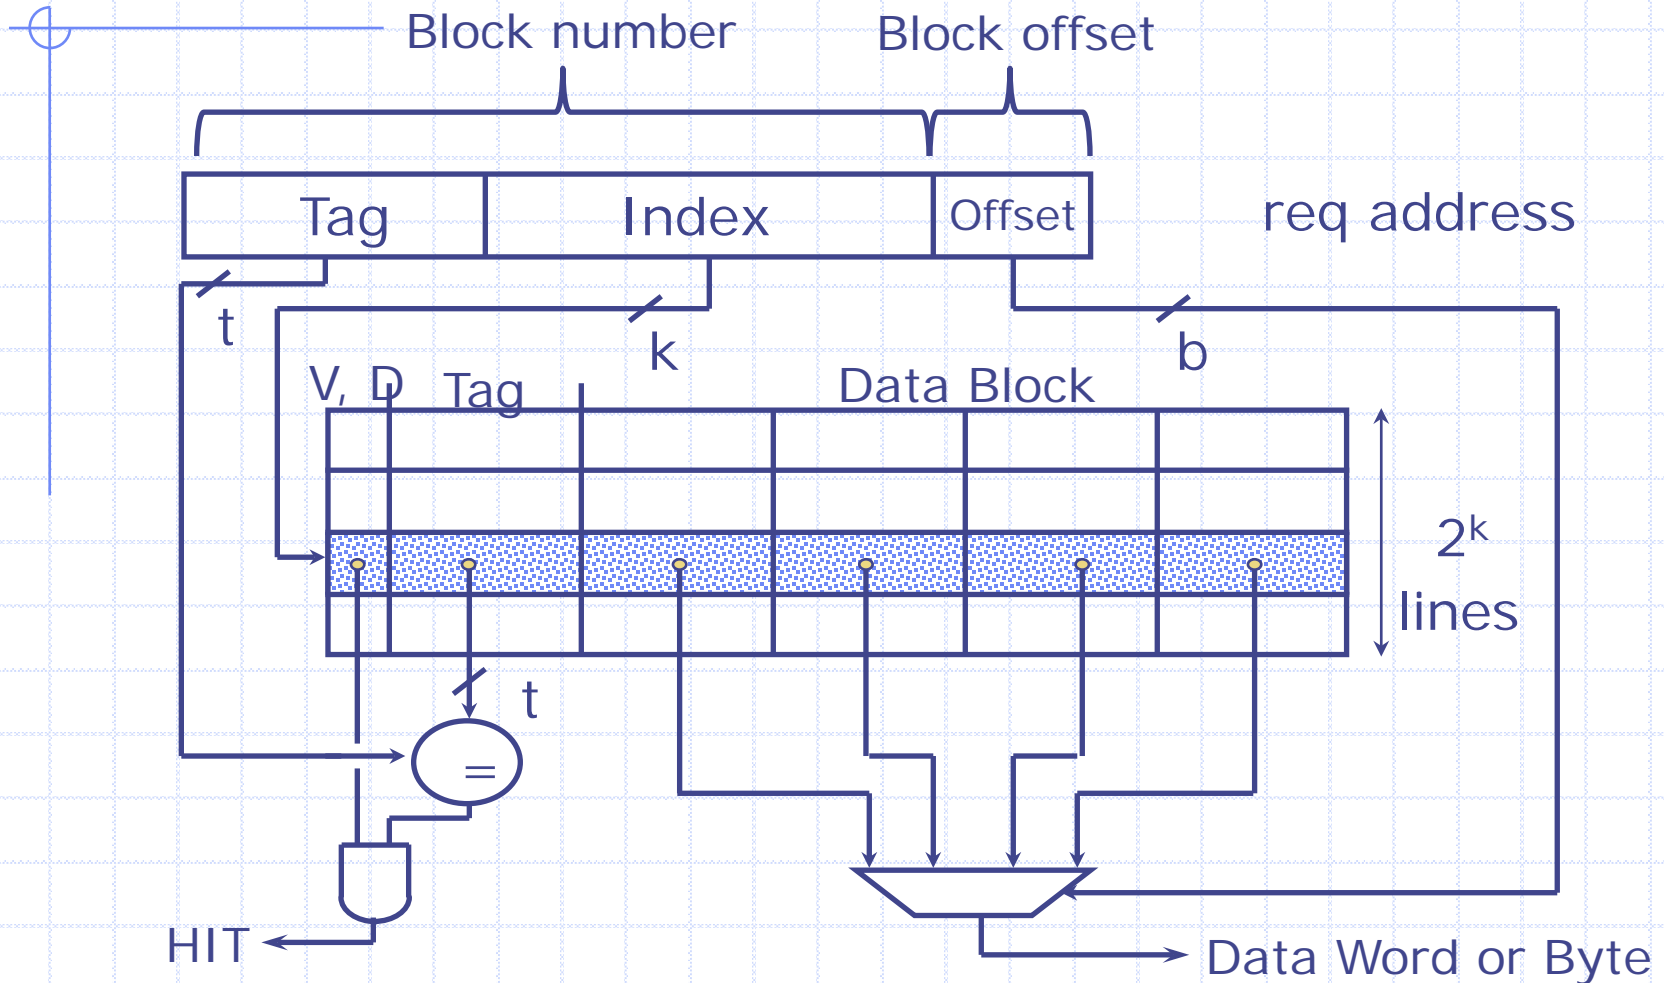 Block number
Block offset
Tag
Index
Offset
req address
t
k
b
V, D
Tag
Data Block
2ᵏ
lines
t
=
HIT
Data Word or Byte